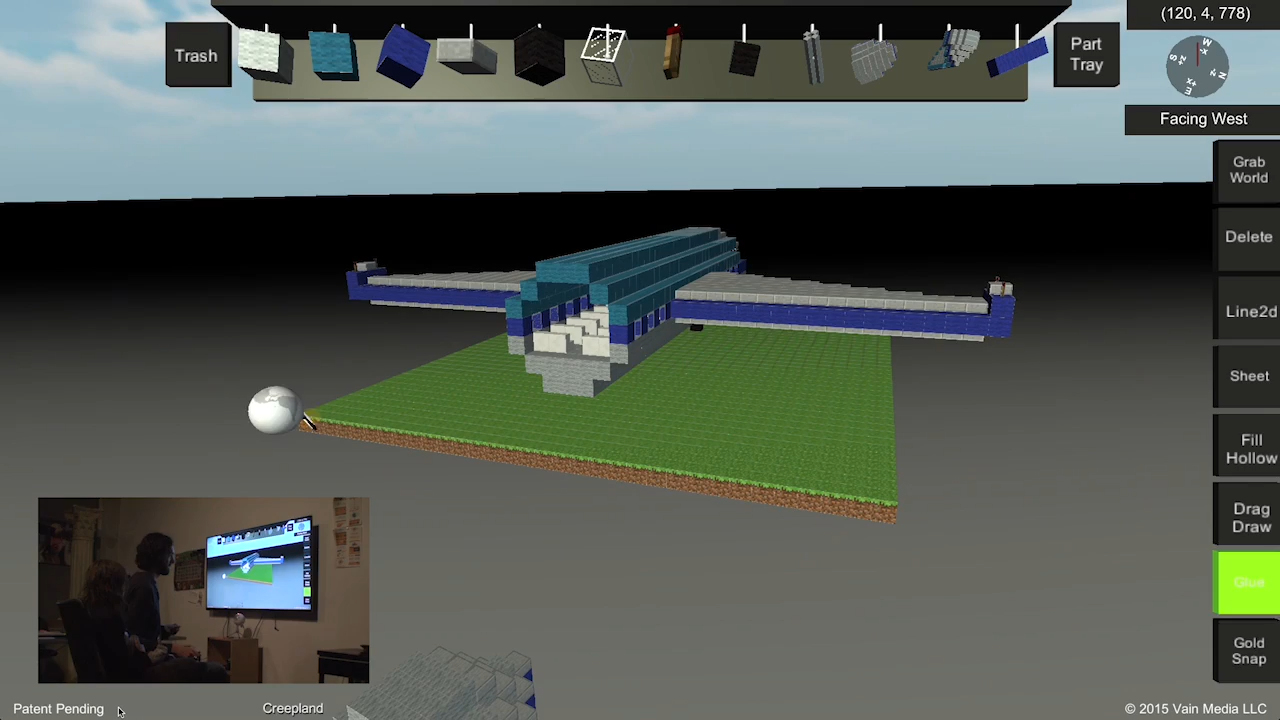 Trash
Part
Tray
(120, 4, 778)
Facing West
Grab
World
Delete
Line2d
Sheet
Fill
Hollow
Drag
Draw
Glue
Gold
Snap
Patent Pending
Creepland
© 2015 Vain Media LLC